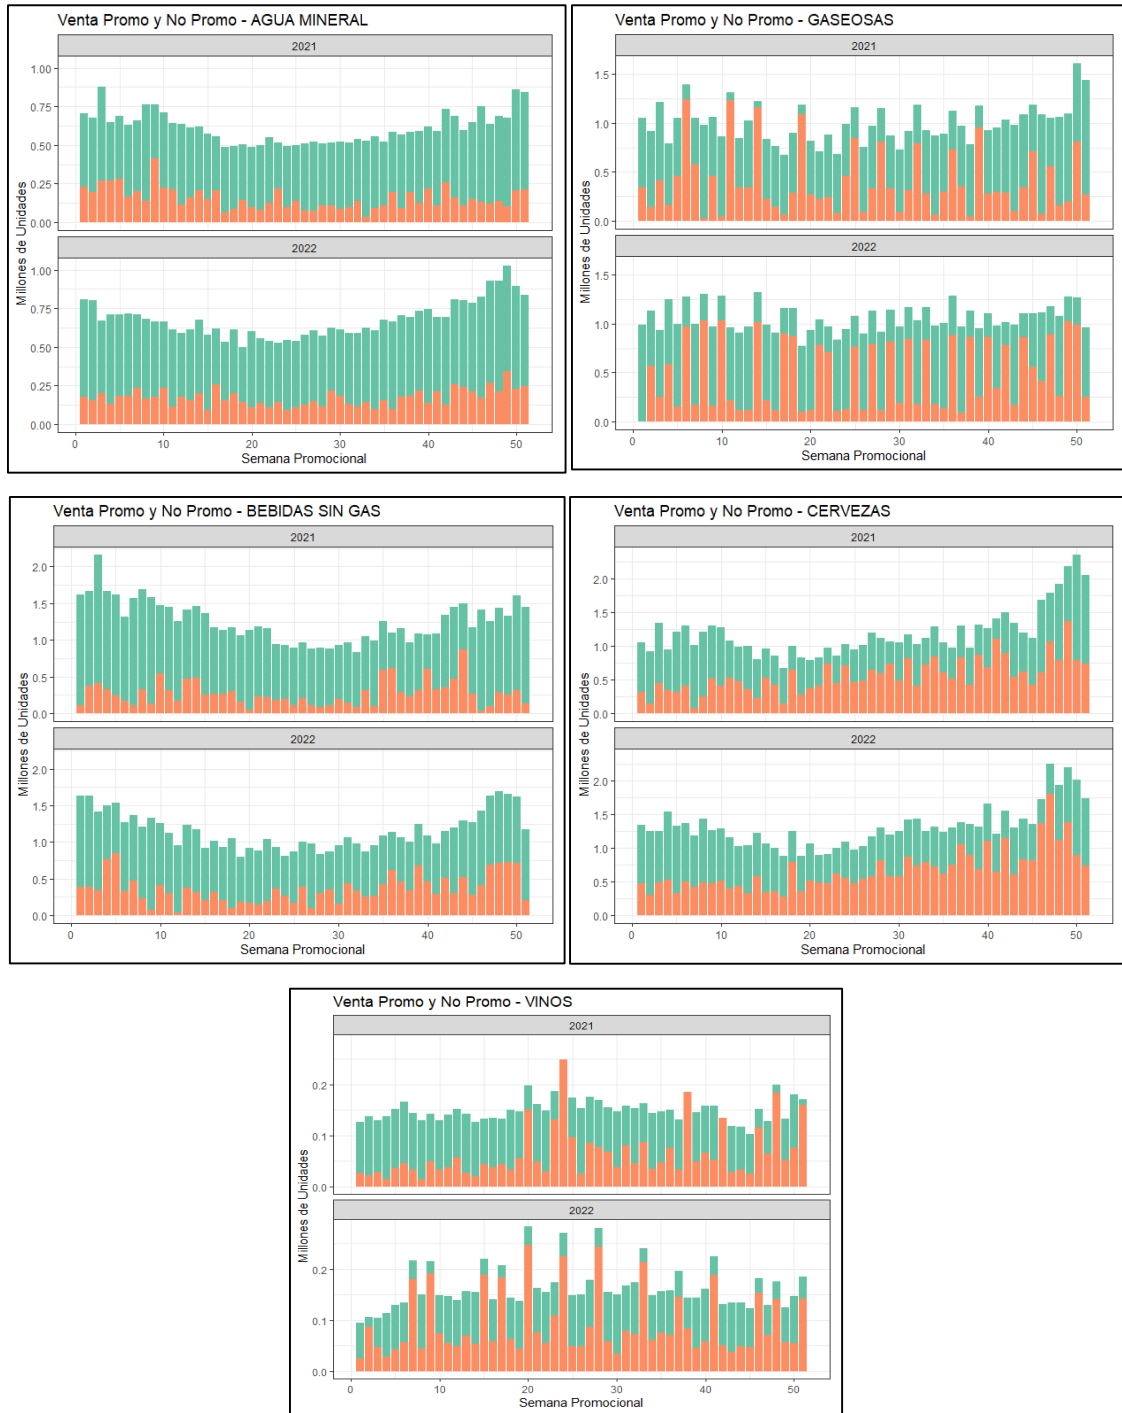 Venta Promo y No Promo - AGUA MINERAL
2021
1.00
0.75
0.50
0.25
0.00
2022
1.00
0.75
0.50
0.25
0.00
Millones de Unidades
0 10 20 30 40 50
Semana Promocional
Venta Promo y No Promo - GASEOSAS
2021
1.5
1.0
0.5
0.0
2022
1.5
1.0
0.5
0.0
Millones de Unidades
0 10 20 30 40 50
Semana Promocional
Venta Promo y No Promo - BEBIDAS SIN GAS
2021
2.0
1.5
1.0
0.5
0.0
2022
2.0
1.5
1.0
0.5
0.0
Millones de Unidades
0 10 20 30 40 50
Semana Promocional
Venta Promo y No Promo - CERVEZAS
2021
2.0
1.5
1.0
0.5
0.0
2022
2.0
1.5
1.0
0.5
0.0
Millones de Unidades
0 10 20 30 40 50
Semana Promocional
Venta Promo y No Promo - VINOS
2021
0.2
0.1
0.0
2022
0.2
0.1
0.0
Millones de Unidades
0 10 20 30 40 50
Semana Promocional